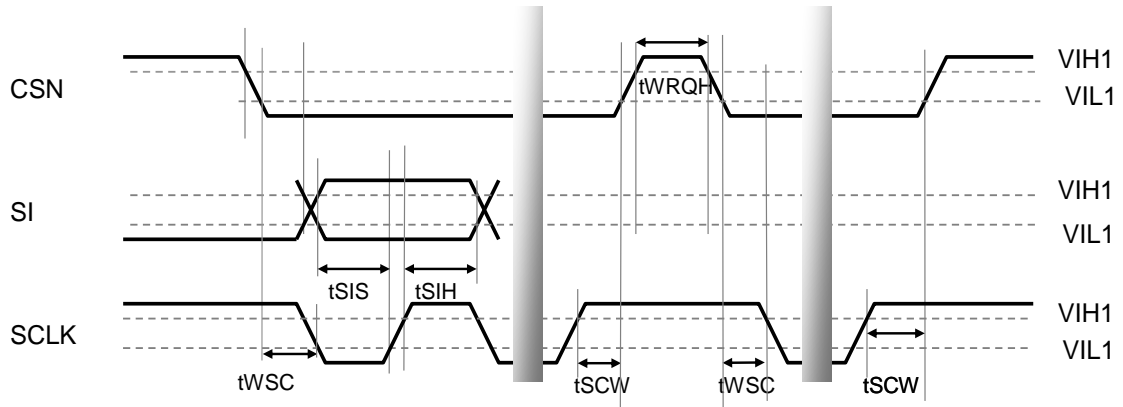 VIH1
CSN
tWRQH
VIL1
VIH1
SI
VIL1
tSIS
tSIH
VIH1
SCLK
VIL1
tWSC
tSCW
tWSC
tSCW